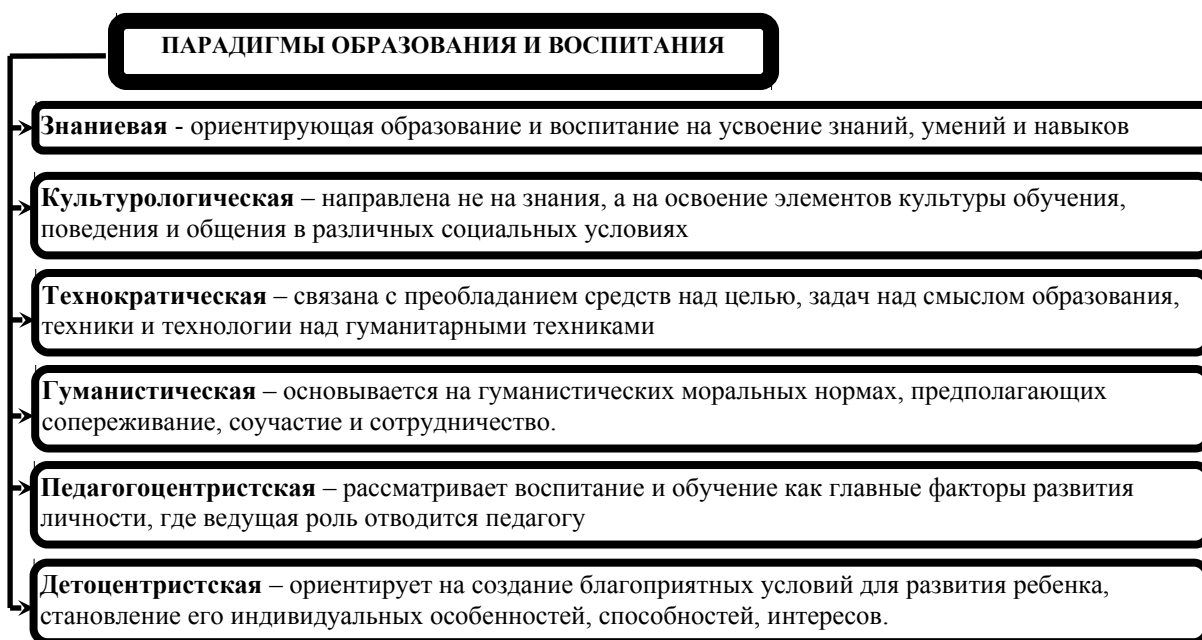 ПАРАДИГМЫ ОБРАЗОВАНИЯ И ВОСПИТАНИЯ
Знаниевая - ориентирующая образование и воспитание на усвоение знаний, умений и навыков
Культурологическая – направлена не на знания, а на освоение элементов культуры обучения,
поведения и общения в различных социальных условиях
Технократическая – связана с преобладанием средств над целью, задач над смыслом образования,
техники и технологии над гуманитарными техниками
Гуманистическая – основывается на гуманистических моральных нормах, предполагающих
сопереживание, соучастие и сотрудничество.
Педагогоцентристская – рассматривает воспитание и обучение как главные факторы развития
личности, где ведущая роль отводится педагогу
Детоцентристская – ориентирует на создание благоприятных условий для развития ребенка,
становление его индивидуальных особенностей, способностей, интересов.